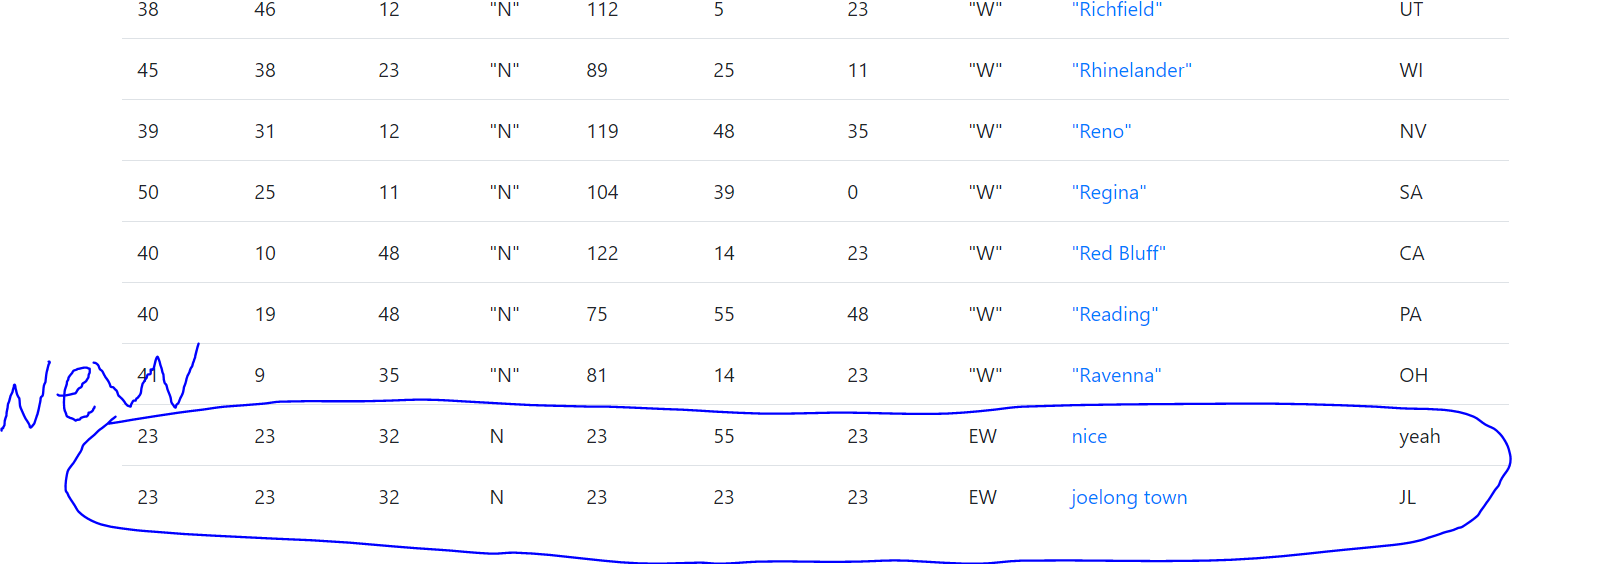 38 46 12 "N" 112 5 23 "W" "Richfield" UT
45 38 23 "N" 89 25 11 "W" "Rhinelander" WI
39 31 12 "N" 119 48 35 "W" "Reno" NV
50 25 11 "N" 104 39 0 "W" "Regina" SA
40 10 48 "N" 122 14 23 "W" "Red Bluff" CA
40 19 48 "N" 75 55 48 "W" "Reading" PA
41 9 35 "N" 81 14 23 "W" "Ravenna" OH
New
23 23 32 N 23 55 23 EW nice yeah
23 23 32 N 23 23 23 EW joelong town JL